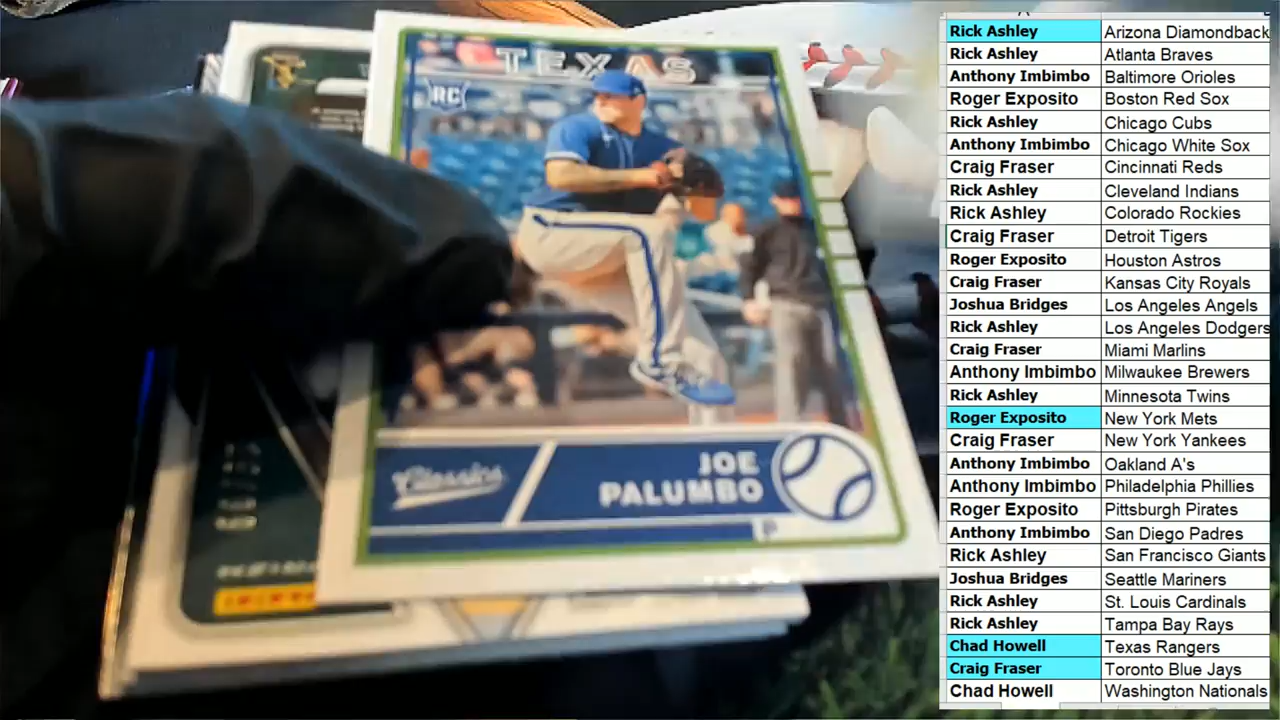 TEXAS
RC
JOE
PALUMBO
Classics
P
Rick Ashley Arizona Diamondback
Rick Ashley Atlanta Braves
Anthony Imbimbo Baltimore Orioles
Roger Exposito Boston Red Sox
Rick Ashley Chicago Cubs
Anthony Imbimbo Chicago White Sox
Craig Fraser Cincinnati Reds
Rick Ashley Cleveland Indians
Rick Ashley Colorado Rockies
Craig Fraser Detroit Tigers
Roger Exposito Houston Astros
Craig Fraser Kansas City Royals
Joshua Bridges Los Angeles Angels
Rick Ashley Los Angeles Dodgers
Craig Fraser Miami Marlins
Anthony Imbimbo Milwaukee Brewers
Rick Ashley Minnesota Twins
Roger Exposito New York Mets
Craig Fraser New York Yankees
Anthony Imbimbo Oakland A's
Anthony Imbimbo Philadelphia Phillies
Roger Exposito Pittsburgh Pirates
Anthony Imbimbo San Diego Padres
Rick Ashley San Francisco Giants
Joshua Bridges Seattle Mariners
Rick Ashley St. Louis Cardinals
Rick Ashley Tampa Bay Rays
Chad Howell Texas Rangers
Craig Fraser Toronto Blue Jays
Chad Howell Washington Nationals